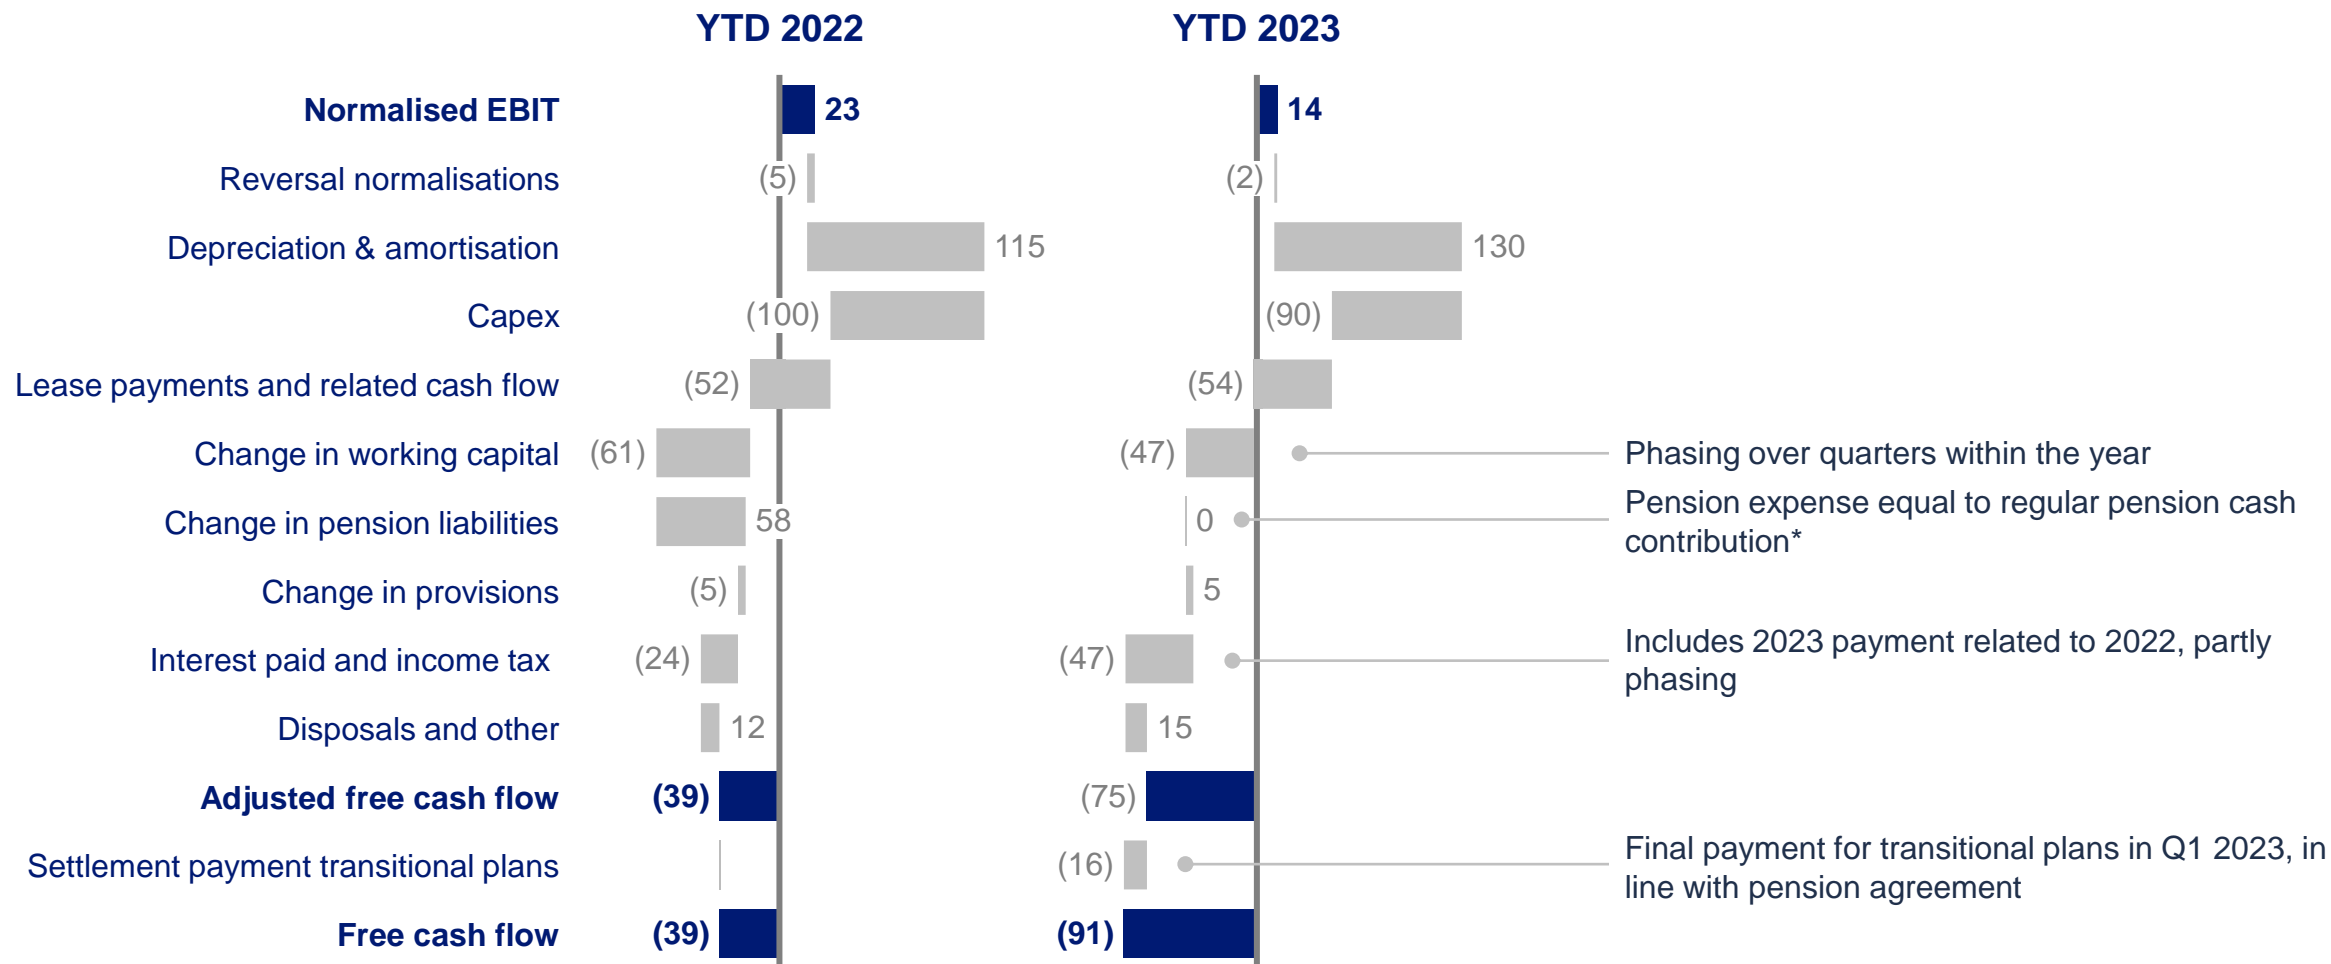 YTD 2022 YTD 2023
Normalised EBIT 23 14
Reversal normalisations (5) (2)
Depreciation & amortisation 115 130
Capex (100) (90)
Lease payments and related cash flow (52) (54)
Change in working capital (61) (47) Phasing over quarters within the year
Change in pension liabilities 58 0 Pension expense equal to regular pension cash
contribution*
Change in provisions (5) 5
Interest paid and income tax (24) (47) Includes 2023 payment related to 2022, partly
phasing
Disposals and other 12 15
Adjusted free cash flow (39) (75)
Settlement payment transitional plans (16) Final payment for transitional plans in Q1 2023, in
line with pension agreement
Free cash flow (39) (91)